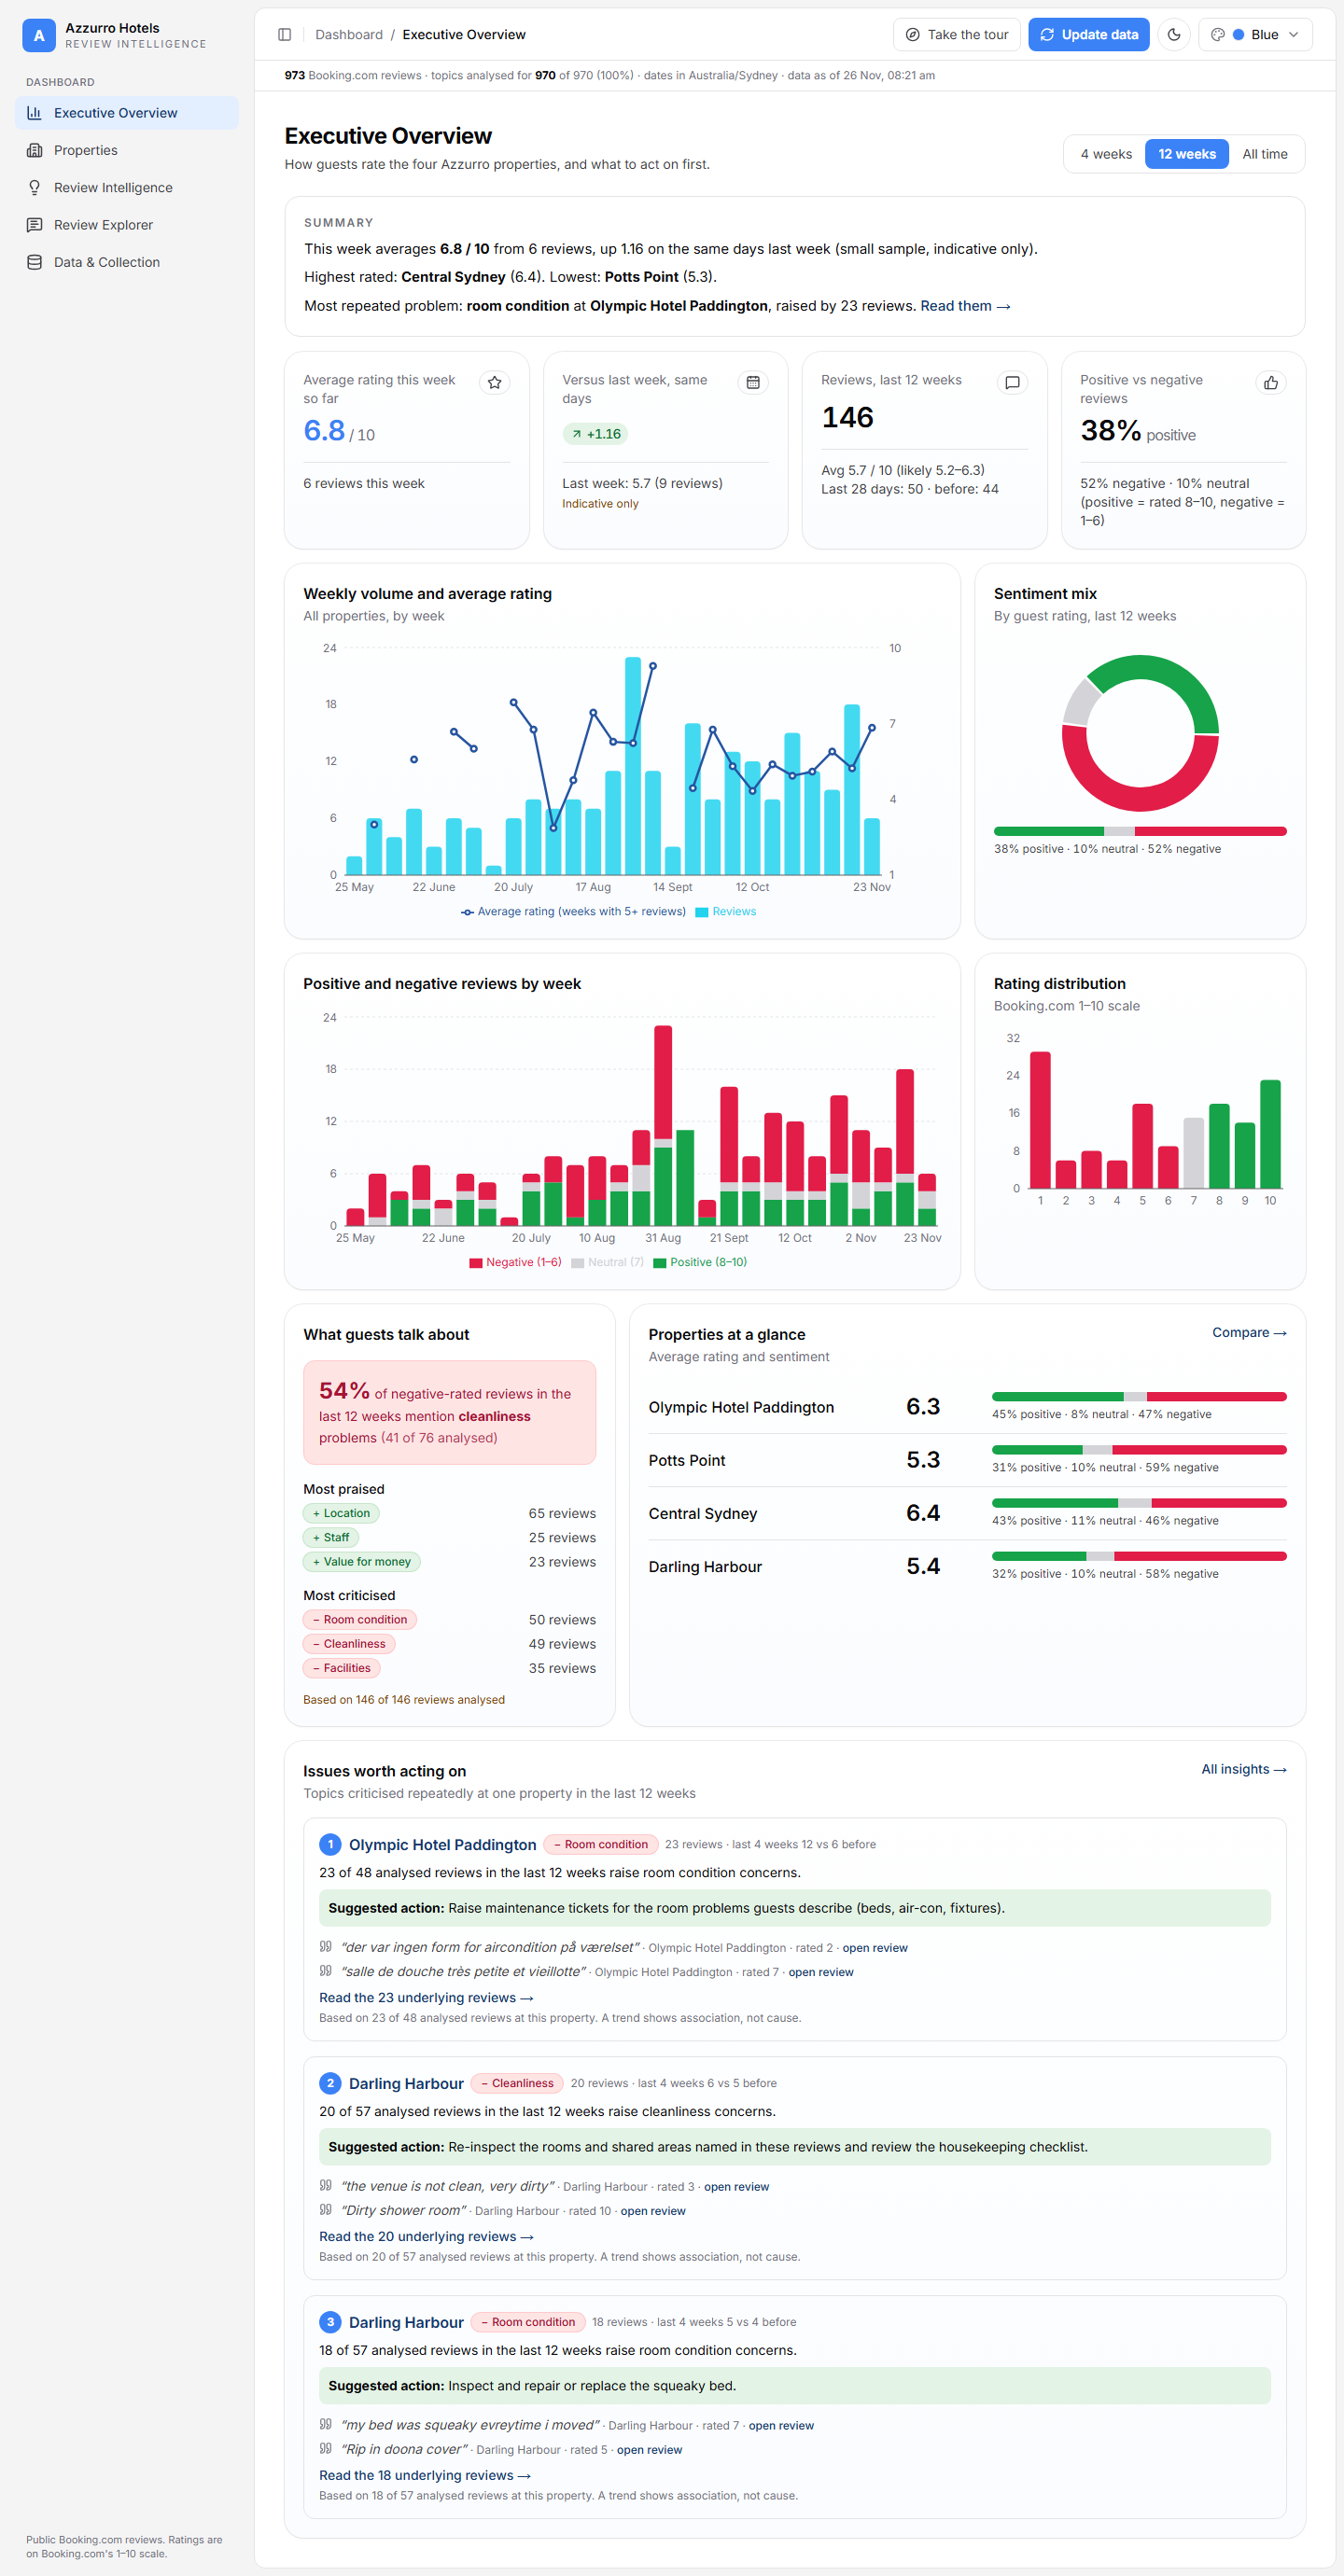 A
Azzurro Hotels
REVIEW INTELLIGENCE
DASHBOARD
Executive Overview
Properties
Review Intelligence
Review Explorer
Data & Collection
Public Booking.com reviews. Ratings are
on Booking.com's 1–10 scale.
Dashboard / Executive Overview
Take the tour
Update data
Blue
973 Booking.com reviews · topics analysed for 970 of 970 (100%) · dates in Australia/Sydney · data as of 26 Nov, 08:21 am
Executive Overview
How guests rate the four Azzurro properties, and what to act on first.
4 weeks 12 weeks All time
SUMMARY
This week averages 6.8 / 10 from 6 reviews, up 1.16 on the same days last week (small sample, indicative only).
Highest rated: Central Sydney (6.4). Lowest: Potts Point (5.3).
Most repeated problem: room condition at Olympic Hotel Paddington, raised by 23 reviews. Read them →
Average rating this week
so far
6.8 / 10
6 reviews this week
Versus last week, same
days
+1.16
Last week: 5.7 (9 reviews)
Indicative only
Reviews, last 12 weeks
146
Avg 5.7 / 10 (likely 5.2–6.3)
Last 28 days: 50 · before: 44
Positive vs negative
reviews
38% positive
52% negative · 10% neutral
(positive = rated 8–10, negative =
1–6)
Weekly volume and average rating
All properties, by week
24
18
12
6
0
10
7
4
1
25 May 22 June 20 July 17 Aug 14 Sept 12 Oct 23 Nov
Average rating (weeks with 5+ reviews) Reviews
Sentiment mix
By guest rating, last 12 weeks
38% positive · 10% neutral · 52% negative
Positive and negative reviews by week
24
18
12
6
0
25 May 22 June 20 July 10 Aug 31 Aug 21 Sept 12 Oct 2 Nov 23 Nov
Negative (1–6) Neutral (7) Positive (8–10)
Rating distribution
Booking.com 1–10 scale
32
24
16
8
0
1 2 3 4 5 6 7 8 9 10
What guests talk about
54% of negative-rated reviews in the
last 12 weeks mention cleanliness
problems (41 of 76 analysed)
Most praised
+ Location 65 reviews
+ Staff 25 reviews
+ Value for money 23 reviews
Most criticised
− Room condition 50 reviews
− Cleanliness 49 reviews
− Facilities 35 reviews
Based on 146 of 146 reviews analysed
Properties at a glance
Compare →
Average rating and sentiment
Olympic Hotel Paddington 6.3
45% positive · 8% neutral · 47% negative
Potts Point 5.3
31% positive · 10% neutral · 59% negative
Central Sydney 6.4
43% positive · 11% neutral · 46% negative
Darling Harbour 5.4
32% positive · 10% neutral · 58% negative
Issues worth acting on
All insights →
Topics criticised repeatedly at one property in the last 12 weeks
1 Olympic Hotel Paddington − Room condition 23 reviews · last 4 weeks 12 vs 6 before
23 of 48 analysed reviews in the last 12 weeks raise room condition concerns.
Suggested action: Raise maintenance tickets for the room problems guests describe (beds, air-con, fixtures).
“der var ingen form for aircondition på værelset” · Olympic Hotel Paddington · rated 2 · open review
“salle de douche très petite et vieillotte” · Olympic Hotel Paddington · rated 7 · open review
Read the 23 underlying reviews →
Based on 23 of 48 analysed reviews at this property. A trend shows association, not cause.
2 Darling Harbour − Cleanliness 20 reviews · last 4 weeks 6 vs 5 before
20 of 57 analysed reviews in the last 12 weeks raise cleanliness concerns.
Suggested action: Re-inspect the rooms and shared areas named in these reviews and review the housekeeping checklist.
“the venue is not clean, very dirty” · Darling Harbour · rated 3 · open review
“Dirty shower room” · Darling Harbour · rated 10 · open review
Read the 20 underlying reviews →
Based on 20 of 57 analysed reviews at this property. A trend shows association, not cause.
3 Darling Harbour − Room condition 18 reviews · last 4 weeks 5 vs 4 before
18 of 57 analysed reviews in the last 12 weeks raise room condition concerns.
Suggested action: Inspect and repair or replace the squeaky bed.
“my bed was squeaky evreytime i moved” · Darling Harbour · rated 7 · open review
“Rip in doona cover” · Darling Harbour · rated 5 · open review
Read the 18 underlying reviews →
Based on 18 of 57 analysed reviews at this property. A trend shows association, not cause.